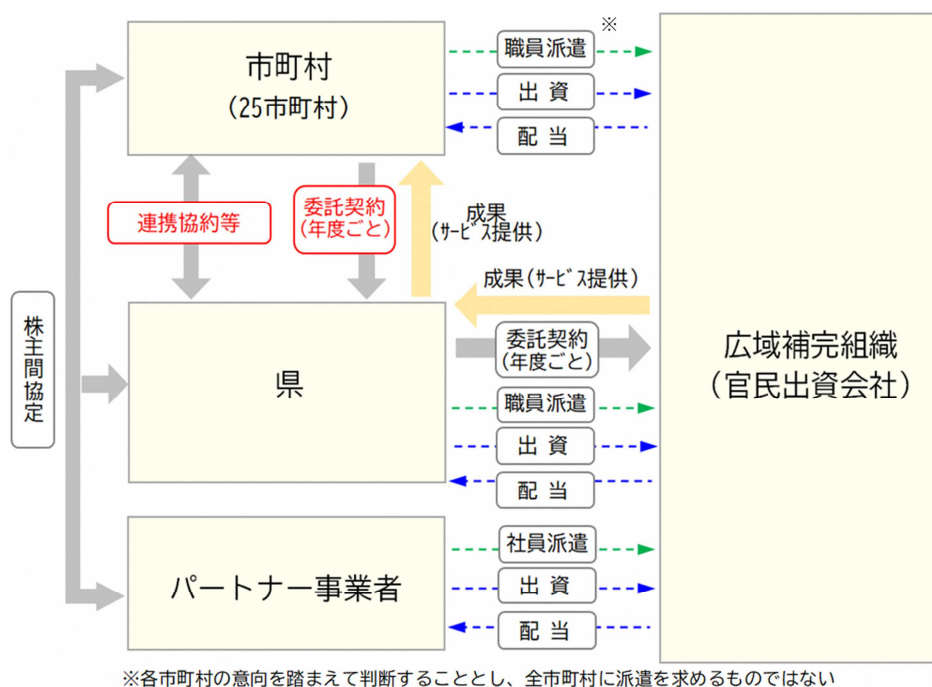 市町村
（25市町村）
職員派遣
※
出 資
配 当
連携協約等
委託契約
(年度ごと)
成果
(ｻｰﾋﾞｽ提供)
成果(ｻｰﾋﾞｽ提供)
株主間協定
県
委託契約
(年度ごと)
職員派遣
出 資
配 当
広域補完組織
（官民出資会社）
パートナー事業者
社員派遣
出 資
配 当
※各市町村の意向を踏まえて判断することとし、全市町村に派遣を求めるものではない